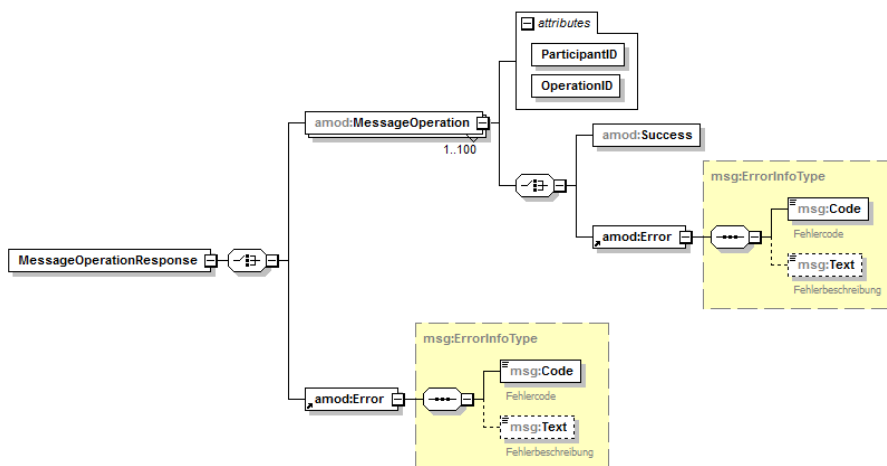 attributes
ParticipantID
OperationID
amod:MessageOperation
1..100
amod:Success
msg:ErrorInfoType
msg:Code
Fehlercode
amod:Error
msg:Text
Fehlerbeschreibung
MessageOperationResponse
msg:ErrorInfoType
msg:Code
Fehlercode
amod:Error
msg:Text
Fehlerbeschreibung